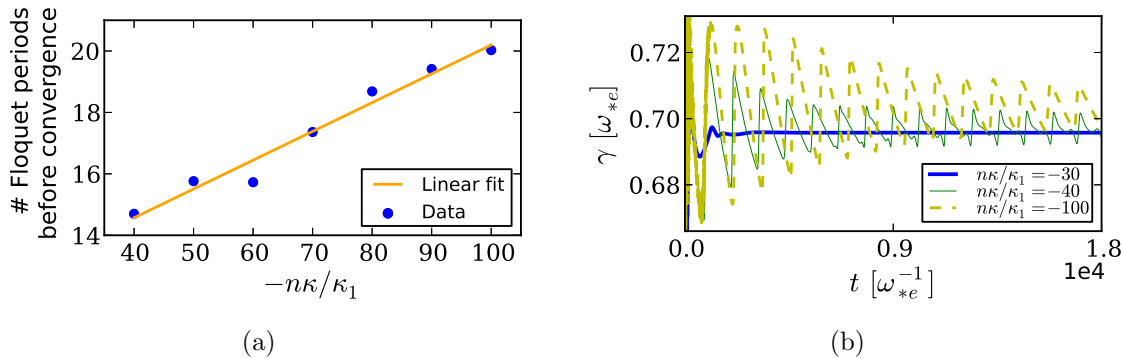 # Floquet periods
before convergence
20
18
16
14
40 50 60 70 80 90 100
−nκ/κ₁
Linear fit
Data
(a)
γ [ω*e]
0.72
0.70
0.68
0.0 0.9 1.8
1e4
t [ω*e⁻¹]
nκ/κ₁=−30
nκ/κ₁=−40
nκ/κ₁=−100
(b)